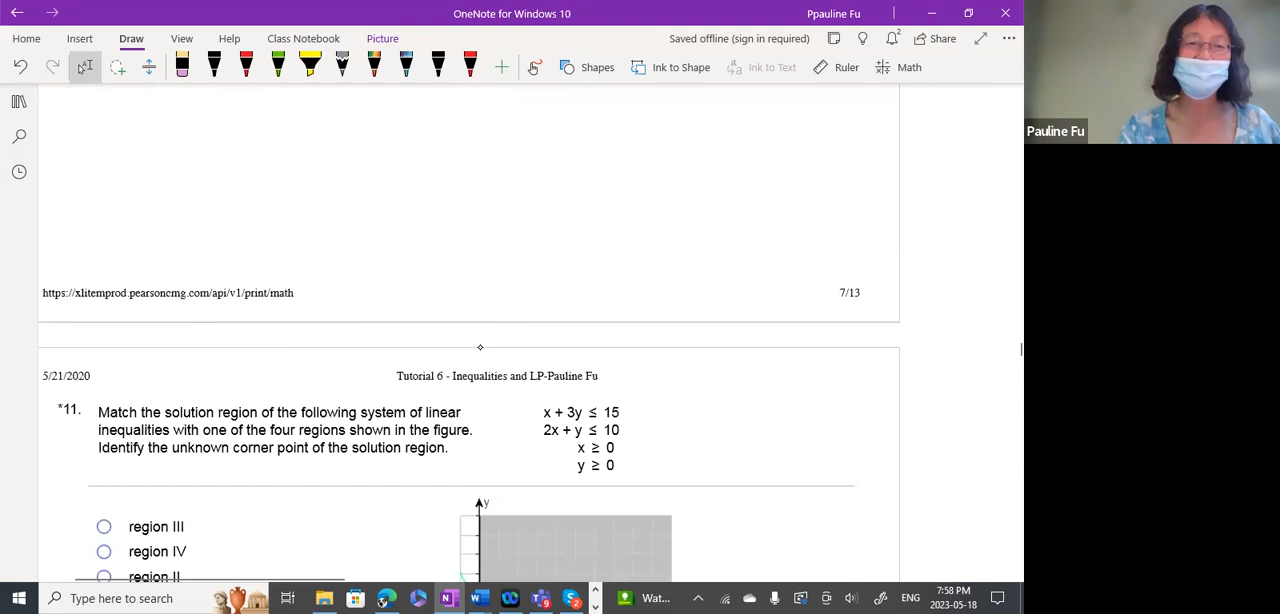 OneNote for Windows 10
Ppauline Fu
Home Insert Draw View Help Class Notebook Picture
Saved offline (sign in required)
Share
Shapes Ink to Shape Ink to Text Ruler Math
Pauline Fu
https://xlitemprod.pearsoncmg.com/api/v1/print/math
7/13
5/21/2020
Tutorial 6 - Inequalities and LP-Pauline Fu
*11. Match the solution region of the following system of linear
inequalities with one of the four regions shown in the figure.
Identify the unknown corner point of the solution region.
x + 3y ≤ 15
2x + y ≤ 10
x ≥ 0
y ≥ 0
y
region III
region IV
region II
Type here to search
Wat...
ENG
7:58 PM
2023-05-18